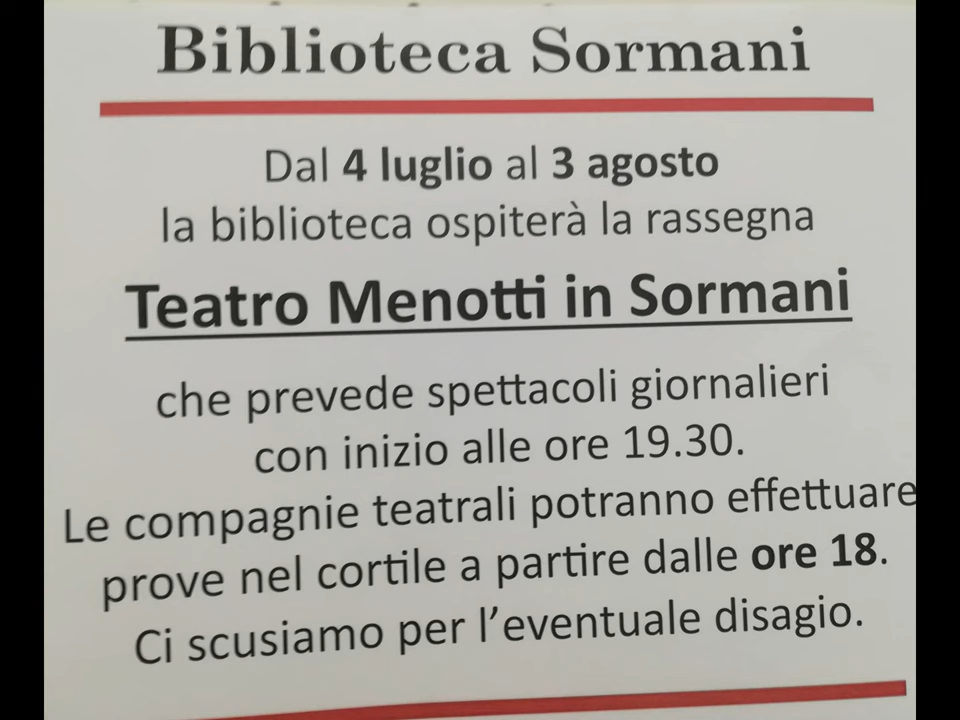 Biblioteca Sormani
Dal 4 luglio al 3 agosto
la biblioteca ospiterà la rassegna
Teatro Menotti in Sormani
che prevede spettacoli giornalieri
con inizio alle ore 19.30.
Le compagnie teatrali potranno effettuare
prove nel cortile a partire dalle ore 18.
Ci scusiamo per l'eventuale disagio.